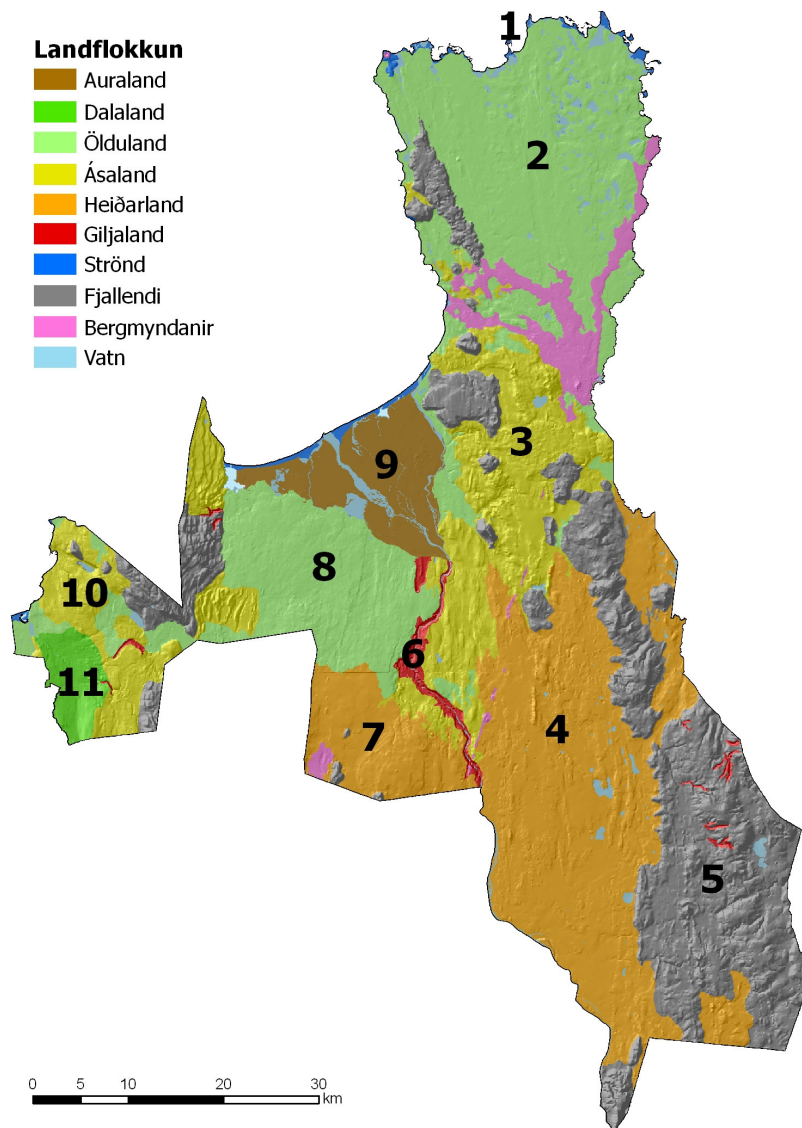 Landflokkun
Auraland
Dalaland
Ölduland
Ásaland
Heiðarland
Giljaland
Strönd
Fjallendi
Bergmyndanir
Vatn
1
2
3
9
8
10
6
11
7
4
5
0 5 10 20 30
km